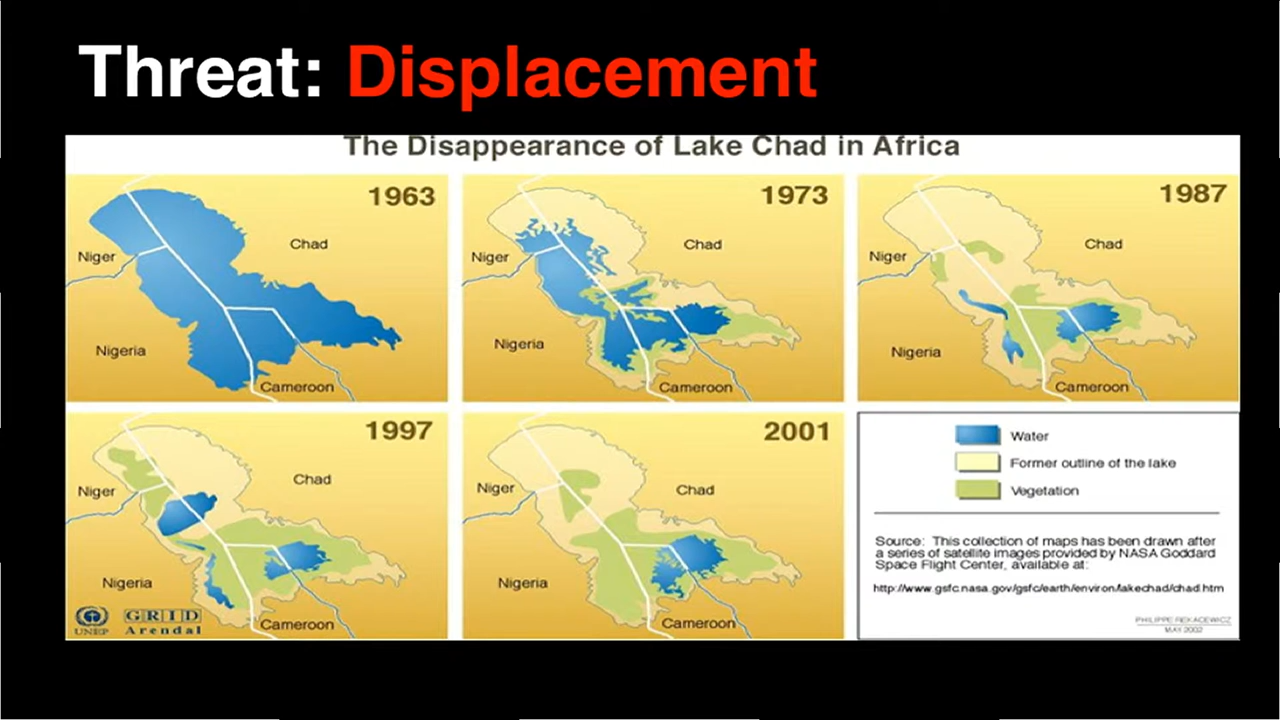 Threat: Displacement
The Disappearance of Lake Chad in Africa
1963
Niger
Chad
Nigeria
Cameroon
1973
Niger
Chad
Nigeria
Cameroon
1987
Niger
Chad
Nigeria
Cameroon
1997
Niger
Chad
Nigeria
Cameroon
UNEP
GRID
Arendal
2001
Niger
Chad
Nigeria
Cameroon
Water
Former outline of the lake
Vegetation
Source: This collection of maps has been drawn after
a series of satellite images provided by NASA Goddard
Space Flight Center, available at:
http://www.gsfc.nasa.gov/gsfc/earth/environ/lakechad/chad.htm
PHILIPPE REKACEWICZ
MAY 2002